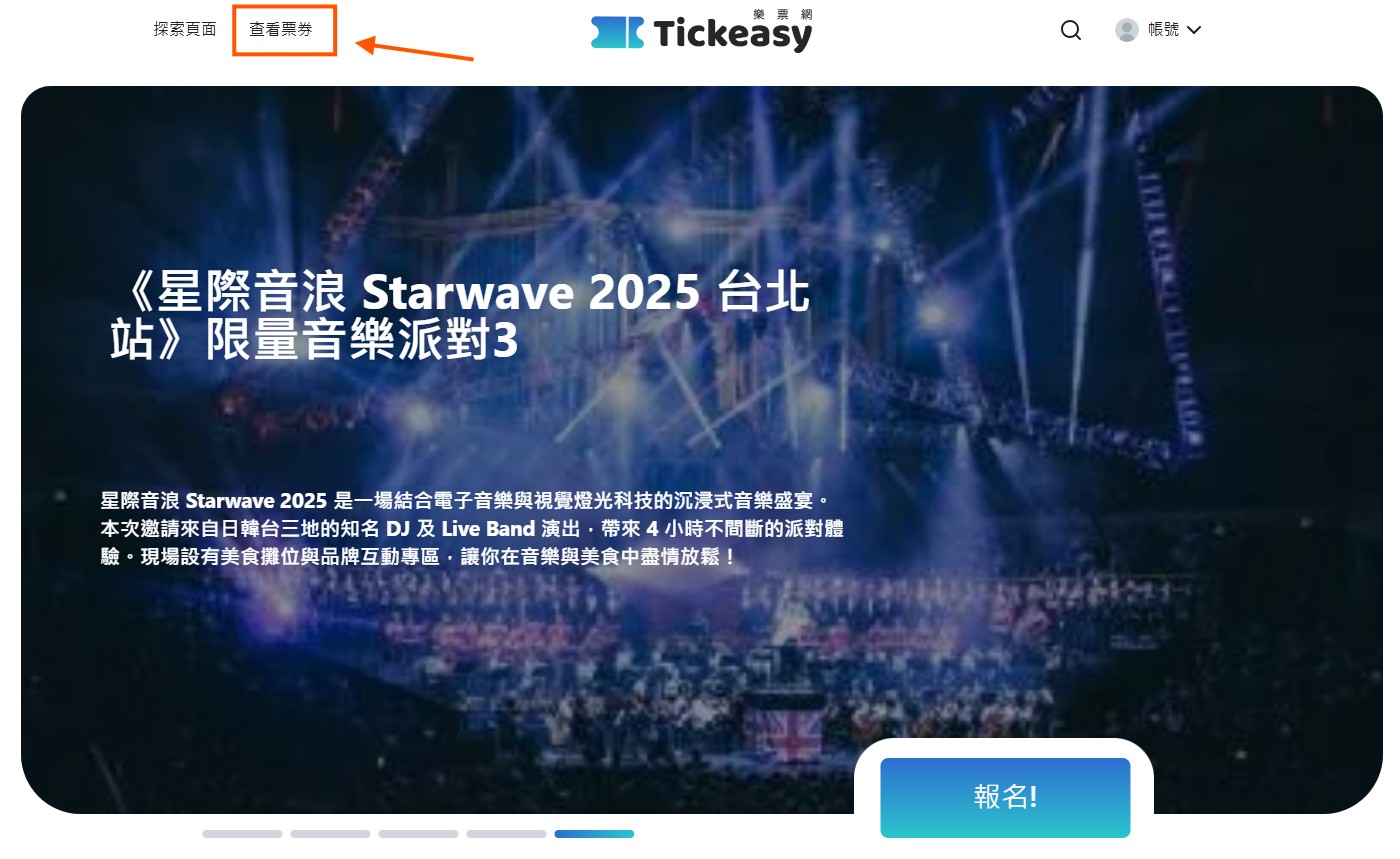 探索頁面
查看票券
樂票網
Tickeasy
帳號
《星際音浪 Starwave 2025 台北
站》限量音樂派對3
星際音浪 Starwave 2025 是一場結合電子音樂與視覺燈光科技的沉浸式音樂盛宴。
本次邀請來自日韓台三地的知名 DJ 及 Live Band 演出，帶來 4 小時不間斷的派對體
驗。現場設有美食攤位與品牌互動專區，讓你在音樂與美食中盡情放鬆！
報名!